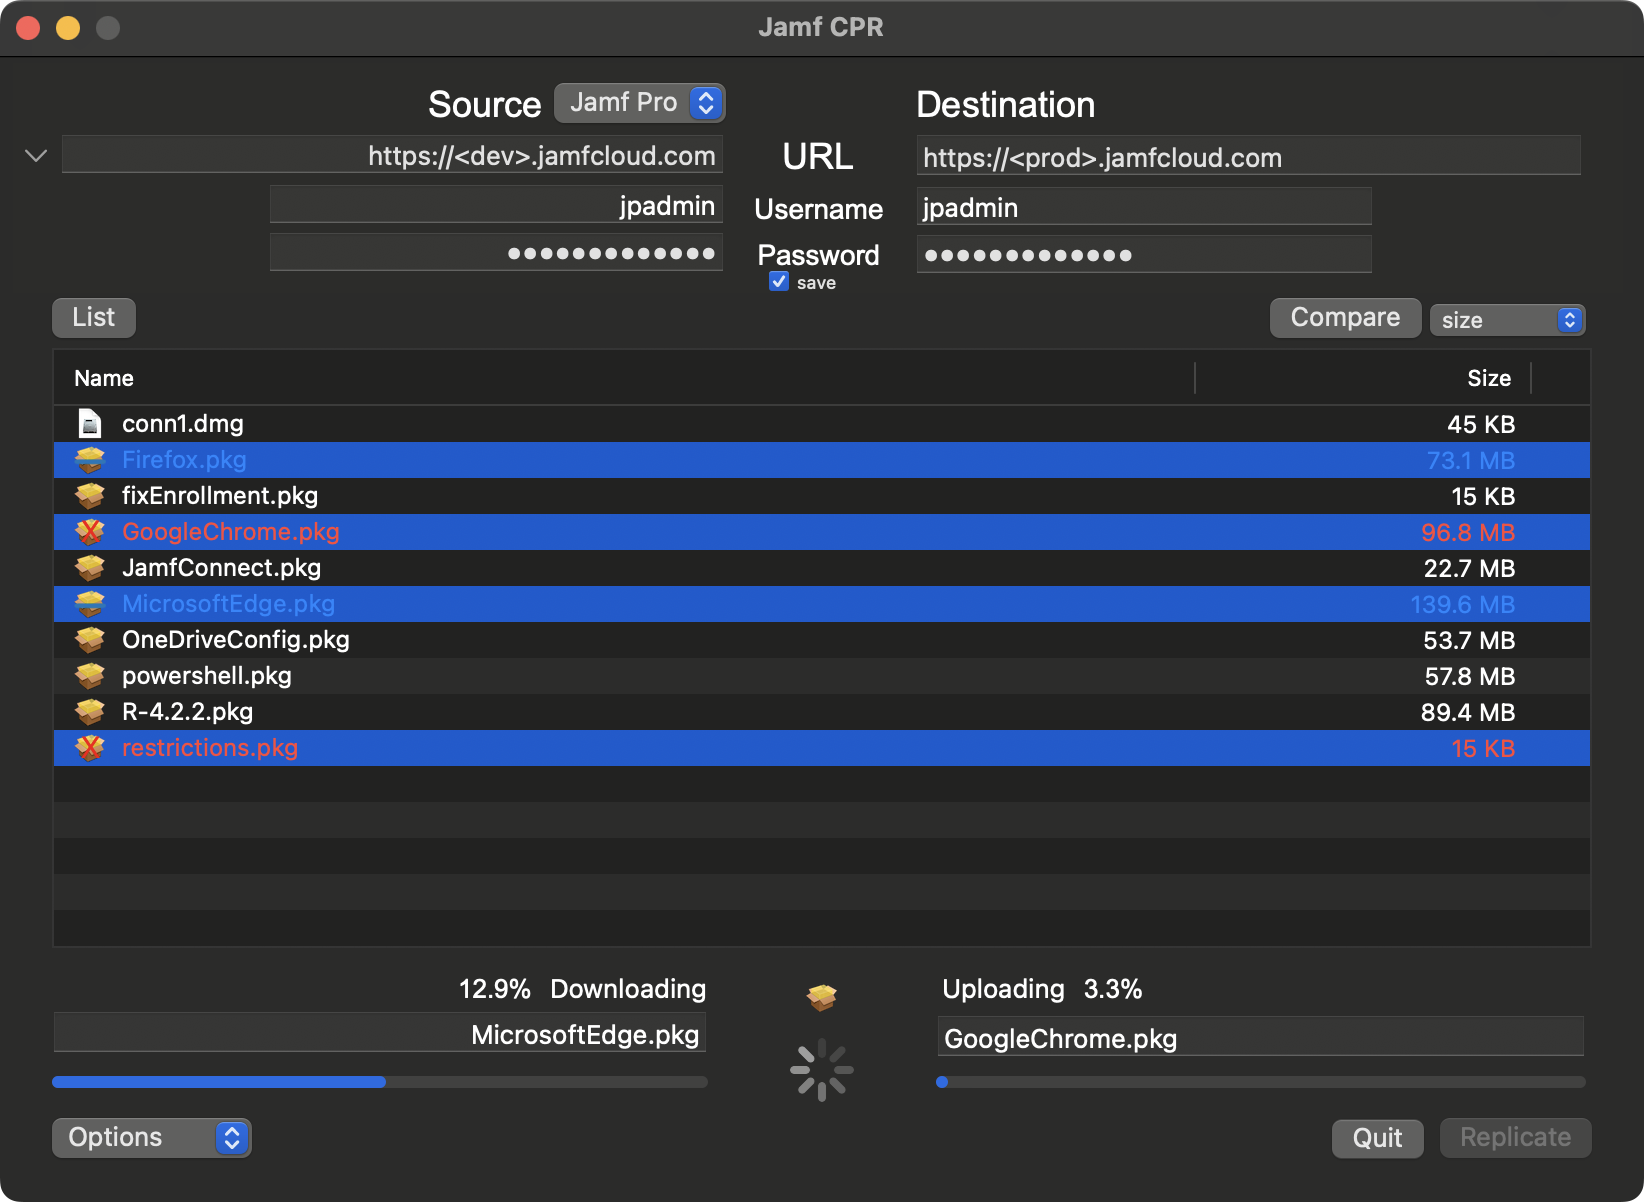 Jamf CPR
Source Jamf Pro Destination
https://<dev>.jamfcloud.com URL https://<prod>.jamfcloud.com
jpadmin Username jpadmin
●●●●●●●●●●●●● Password ●●●●●●●●●●●●●
save
List Compare size
Name Size
conn1.dmg 45 KB
Firefox.pkg 73.1 MB
fixEnrollment.pkg 15 KB
GoogleChrome.pkg 96.8 MB
JamfConnect.pkg 22.7 MB
MicrosoftEdge.pkg 139.6 MB
OneDriveConfig.pkg 53.7 MB
powershell.pkg 57.8 MB
R-4.2.2.pkg 89.4 MB
restrictions.pkg 15 KB
12.9% Downloading Uploading 3.3%
MicrosoftEdge.pkg GoogleChrome.pkg
Options Quit Replicate